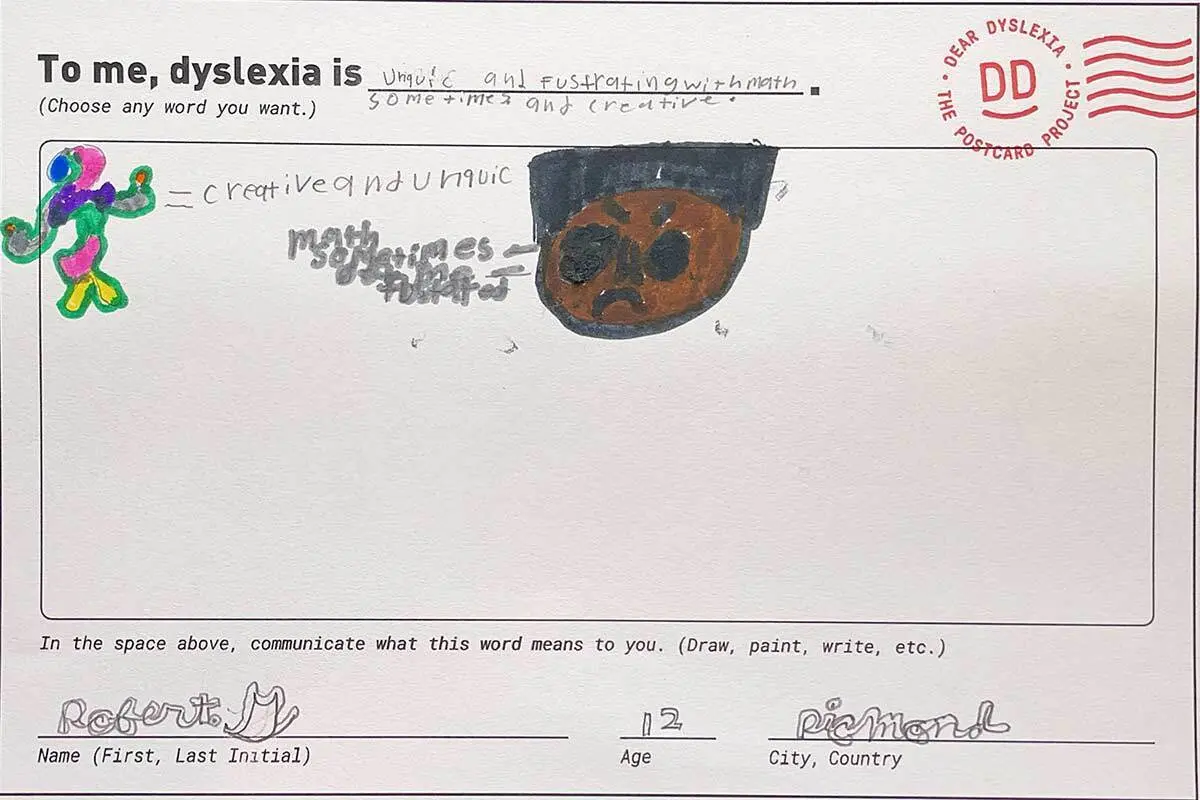 To me, dyslexia is unquic and Fustrating with math
some times and creative.
(Choose any word you want.)
DEAR DYSLEXIA
DD
THE POSTCARD PROJECT
= creative and unquic
math
sometimes
get me
fustrated
In the space above, communicate what this word means to you. (Draw, paint, write, etc.)
Robert. M
12
Ricmond
Name (First, Last Initial)
Age
City, Country